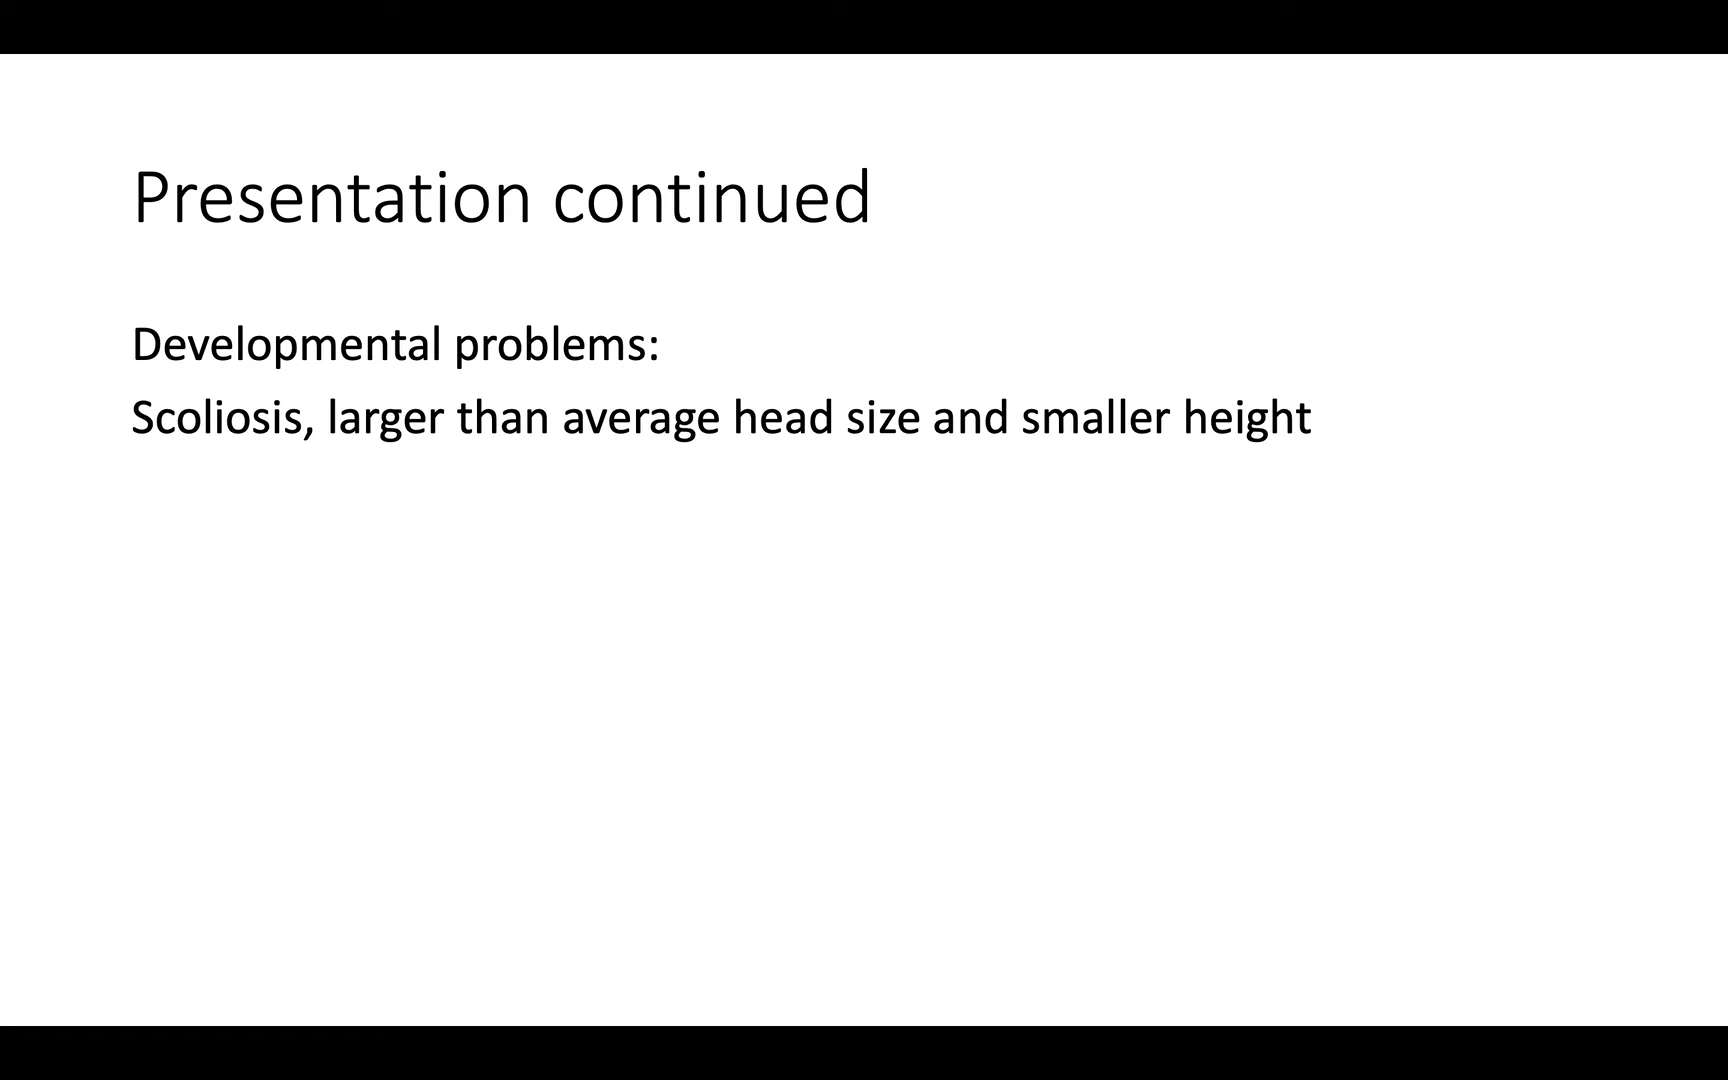 Presentation continued
Developmental problems:
Scoliosis, larger than average head size and smaller height